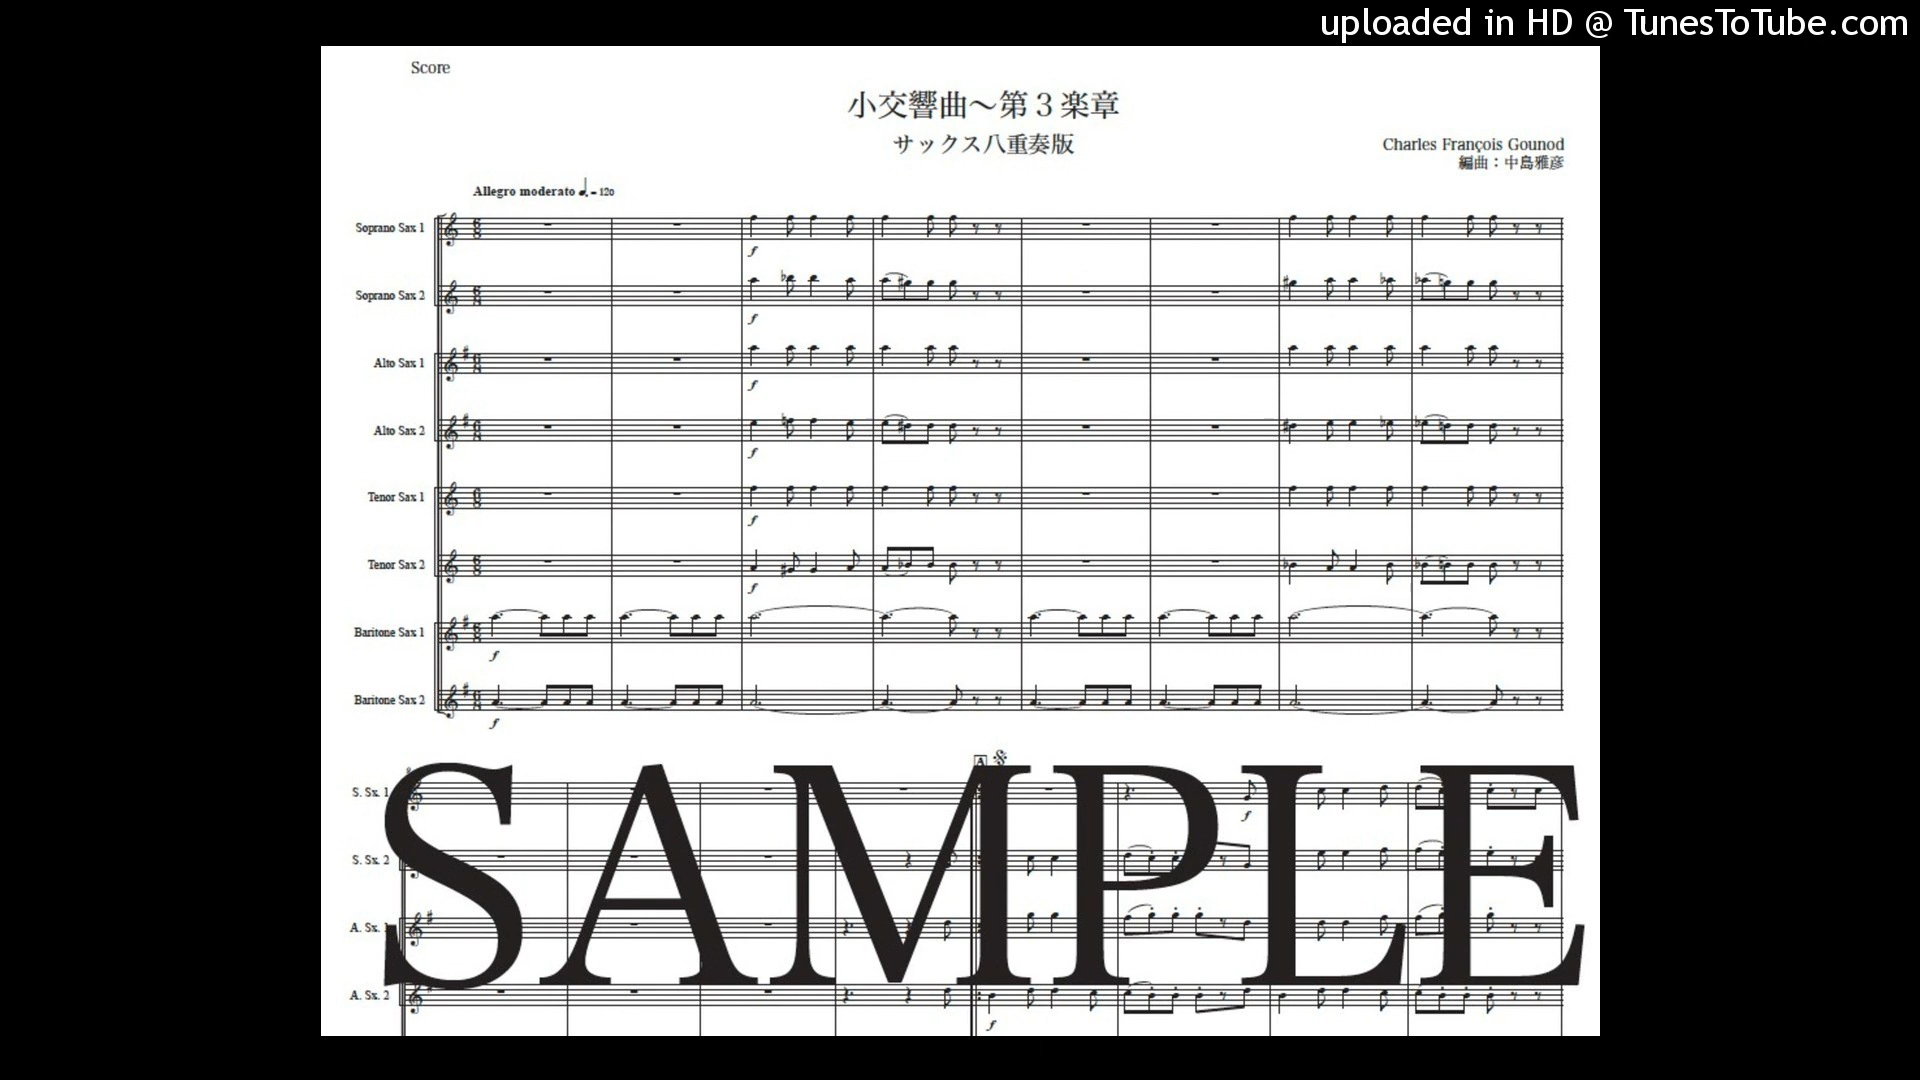 uploaded in HD @ TunesToTube.com
Score
小交響曲～第３楽章
サックス八重奏版
Charles François Gounod
編曲：中島雅彦
Allegro moderato ♩. = 120
Soprano Sax 1
f
Soprano Sax 2
f
Alto Sax 1
f
Alto Sax 2
f
Tenor Sax 1
f
Tenor Sax 2
f
Baritone Sax 1
f
Baritone Sax 2
f
A
S. Sx. 1
f
S. Sx. 2
A. Sx. 1
A. Sx. 2
f
SAMPLE